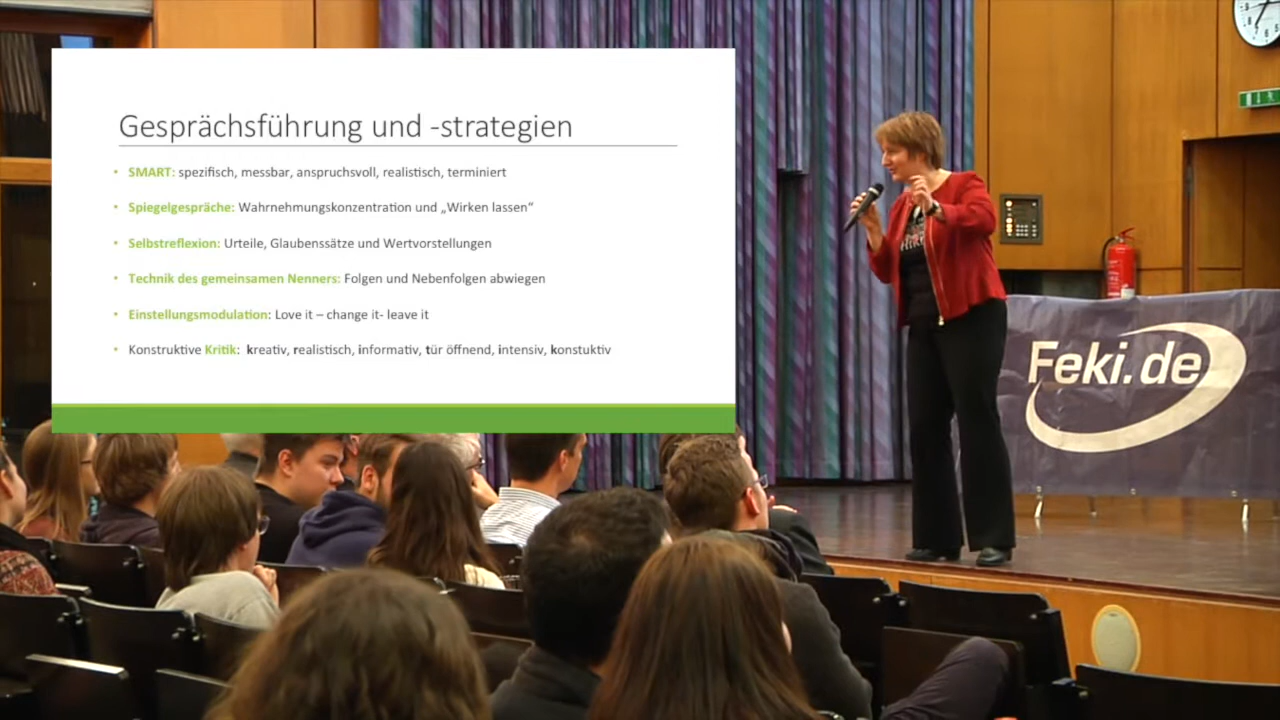 Gesprächsführung und -strategien
• SMART: spezifisch, messbar, anspruchsvoll, realistisch, terminiert
• Spiegelgespräche: Wahrnehmungskonzentration und „Wirken lassen“
• Selbstreflexion: Urteile, Glaubenssätze und Wertvorstellungen
• Technik des gemeinsamen Nenners: Folgen und Nebenfolgen abwiegen
• Einstellungsmodulation: Love it – change it- leave it
• Konstruktive Kritik: kreativ, realistisch, informativ, tür öffnend, intensiv, konstuktiv
Feki.de